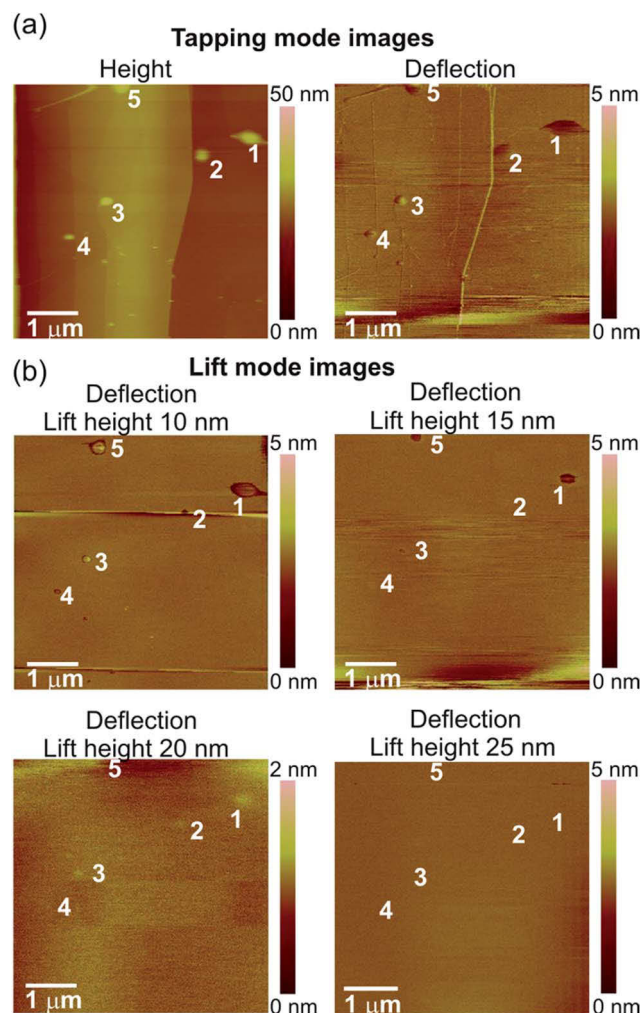 (a)
Tapping mode images
Height
Deflection
5
1
2
3
4
1 μm
50 nm
0 nm
5
1
2
3
4
1 μm
5 nm
0 nm
(b)
Lift mode images
Deflection
Lift height 10 nm
Deflection
Lift height 15 nm
5
1
2
3
4
1 μm
5 nm
0 nm
1
2
3
4
1 μm
5 nm
0 nm
5
Deflection
Lift height 20 nm
Deflection
Lift height 25 nm
5
1
2
3
4
1 μm
2 nm
0 nm
5
1
2
3
4
1 μm
5 nm
0 nm